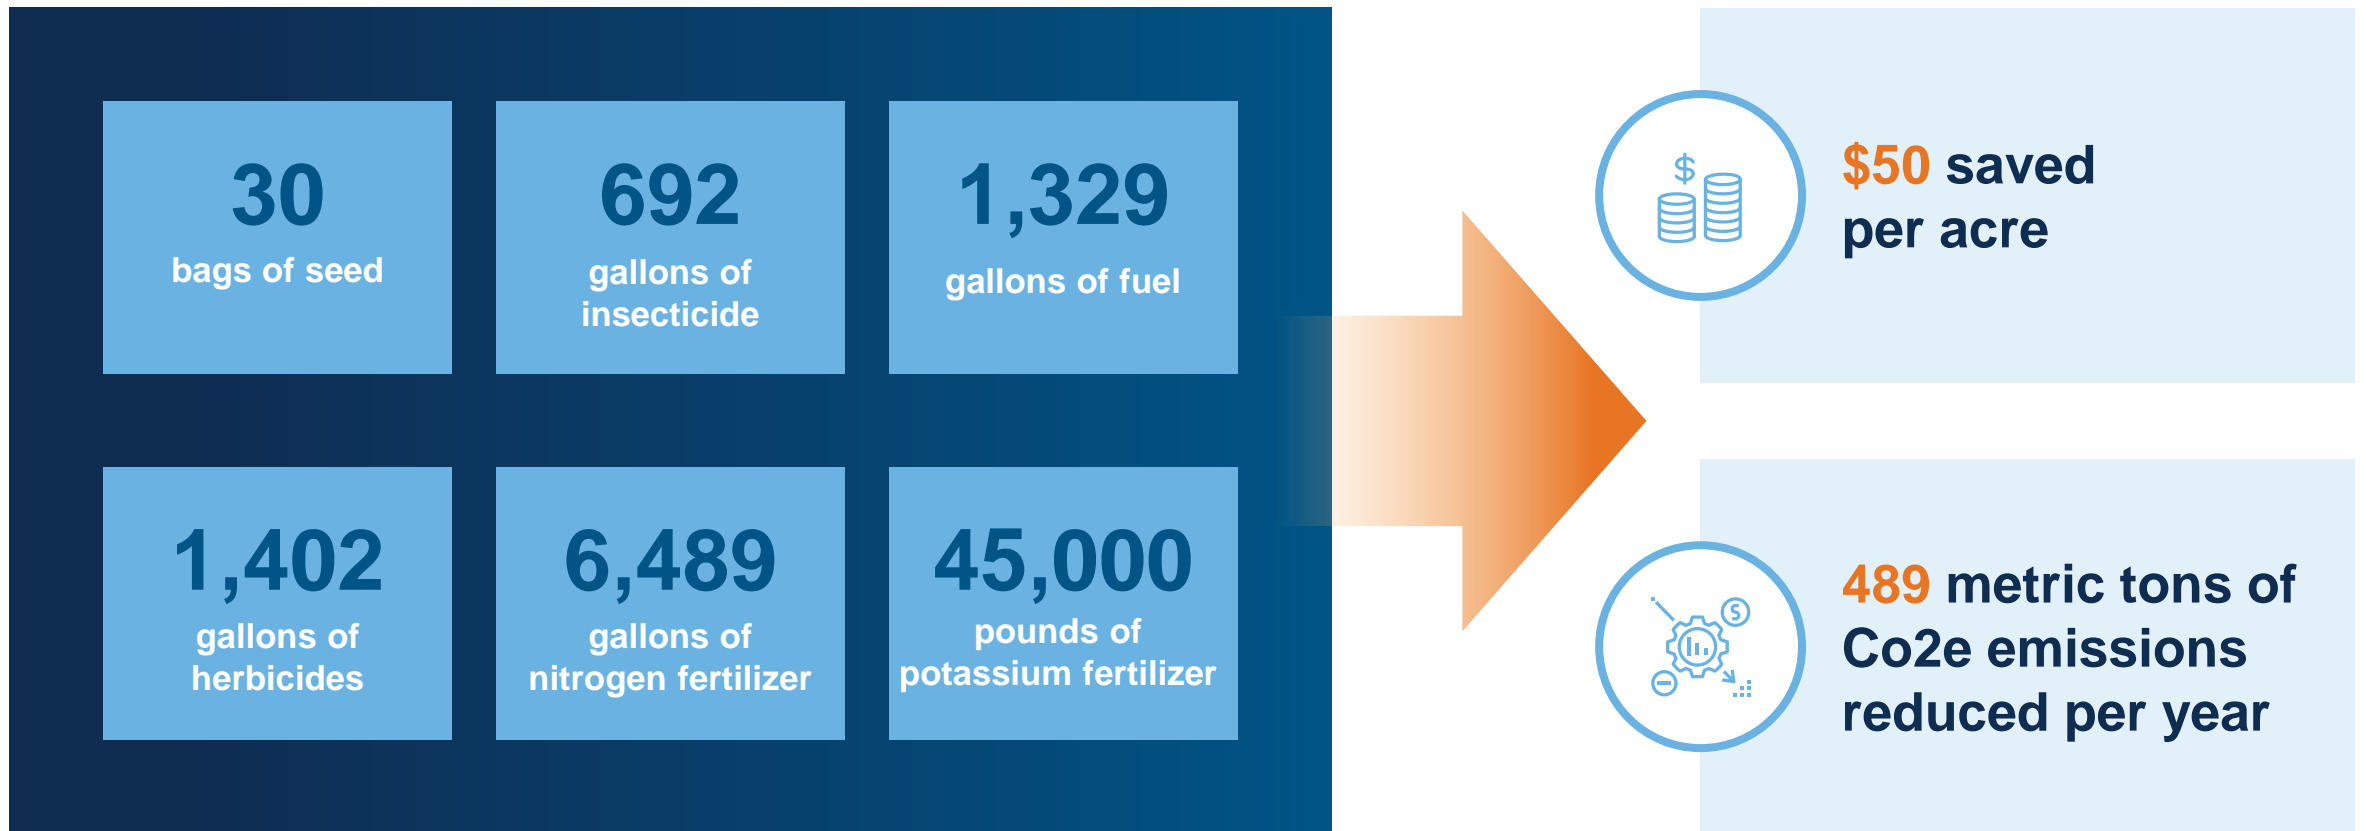 30
bags of seed
692
gallons of
insecticide
1,329
gallons of fuel
1,402
gallons of
herbicides
6,489
gallons of
nitrogen fertilizer
45,000
pounds of
potassium fertilizer
$
$50 saved
per acre
$
489 metric tons of
Co2e emissions
reduced per year